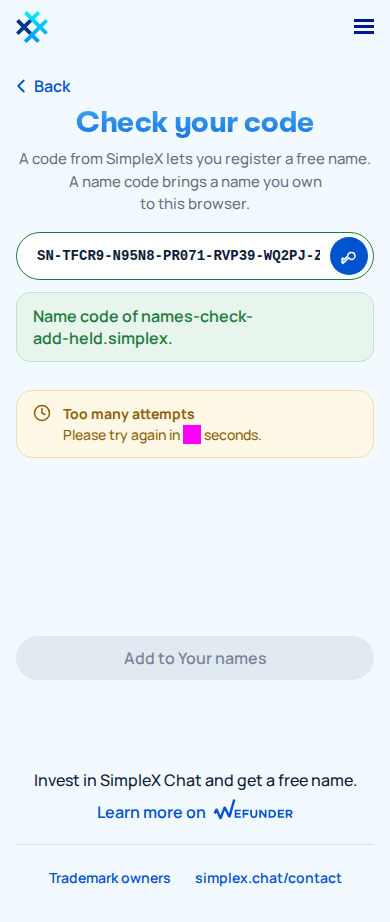 Back
Check your code
A code from SimpleX lets you register a free name.
A name code brings a name you own
to this browser.
SN-TFCR9-N95N8-PR071-RVP39-WQ2PJ-
Name code of names-check-
add-held.simplex.
Too many attempts
Please try again in seconds.
Add to Your names
Invest in SimpleX Chat and get a free name.
Learn more on WEFUNDER
Trademark owners simplex.chat/contact